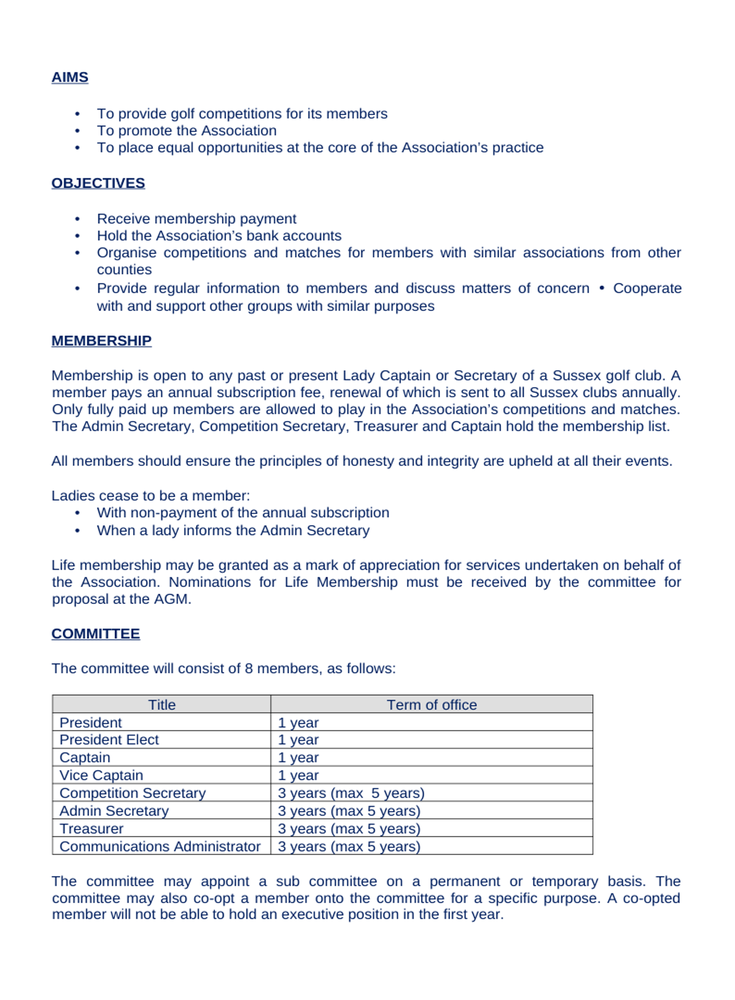 AIMS
• To provide golf competitions for its members
• To promote the Association
• To place equal opportunities at the core of the Association’s practice
OBJECTIVES
• Receive membership payment
• Hold the Association’s bank accounts
• Organise competitions and matches for members with similar associations from other
counties
• Provide regular information to members and discuss matters of concern • Cooperate
with and support other groups with similar purposes
MEMBERSHIP
Membership is open to any past or present Lady Captain or Secretary of a Sussex golf club. A
member pays an annual subscription fee, renewal of which is sent to all Sussex clubs annually.
Only fully paid up members are allowed to play in the Association’s competitions and matches.
The Admin Secretary, Competition Secretary, Treasurer and Captain hold the membership list.
All members should ensure the principles of honesty and integrity are upheld at all their events.
Ladies cease to be a member:
• With non-payment of the annual subscription
• When a lady informs the Admin Secretary
Life membership may be granted as a mark of appreciation for services undertaken on behalf of
the Association. Nominations for Life Membership must be received by the committee for
proposal at the AGM.
COMMITTEE
The committee will consist of 8 members, as follows:
Title Term of office
President 1 year
President Elect 1 year
Captain 1 year
Vice Captain 1 year
Competition Secretary 3 years (max  5 years)
Admin Secretary 3 years (max 5 years)
Treasurer 3 years (max 5 years)
Communications Administrator 3 years (max 5 years)
The committee may appoint a sub committee on a permanent or temporary basis. The
committee may also co-opt a member onto the committee for a specific purpose. A co-opted
member will not be able to hold an executive position in the first year.